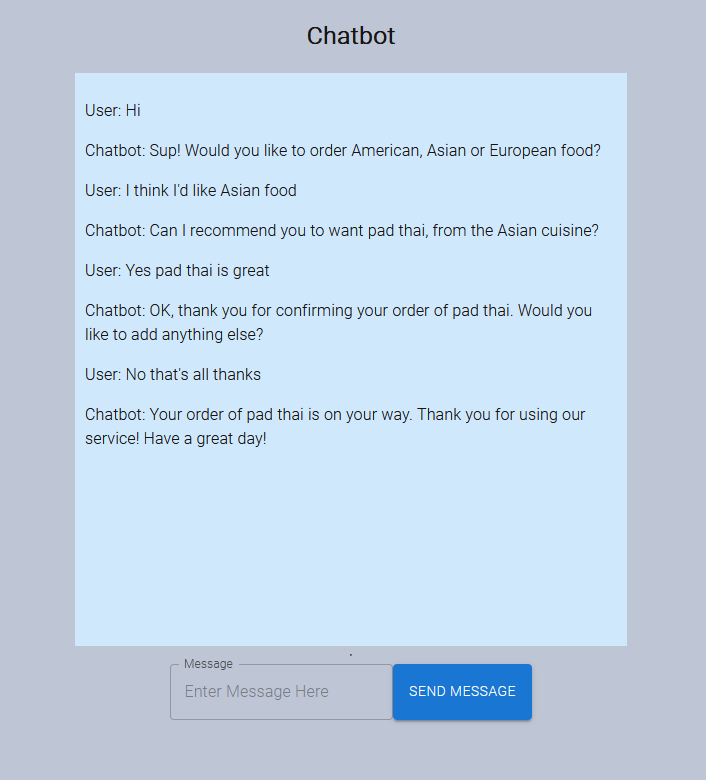 Chatbot
User: Hi
Chatbot: Sup! Would you like to order American, Asian or European food?
User: I think I'd like Asian food
Chatbot: Can I recommend you to want pad thai, from the Asian cuisine?
User: Yes pad thai is great
Chatbot: OK, thank you for confirming your order of pad thai. Would you
like to add anything else?
User: No that's all thanks
Chatbot: Your order of pad thai is on your way. Thank you for using our
service! Have a great day!
.
Message
Enter Message Here
SEND MESSAGE